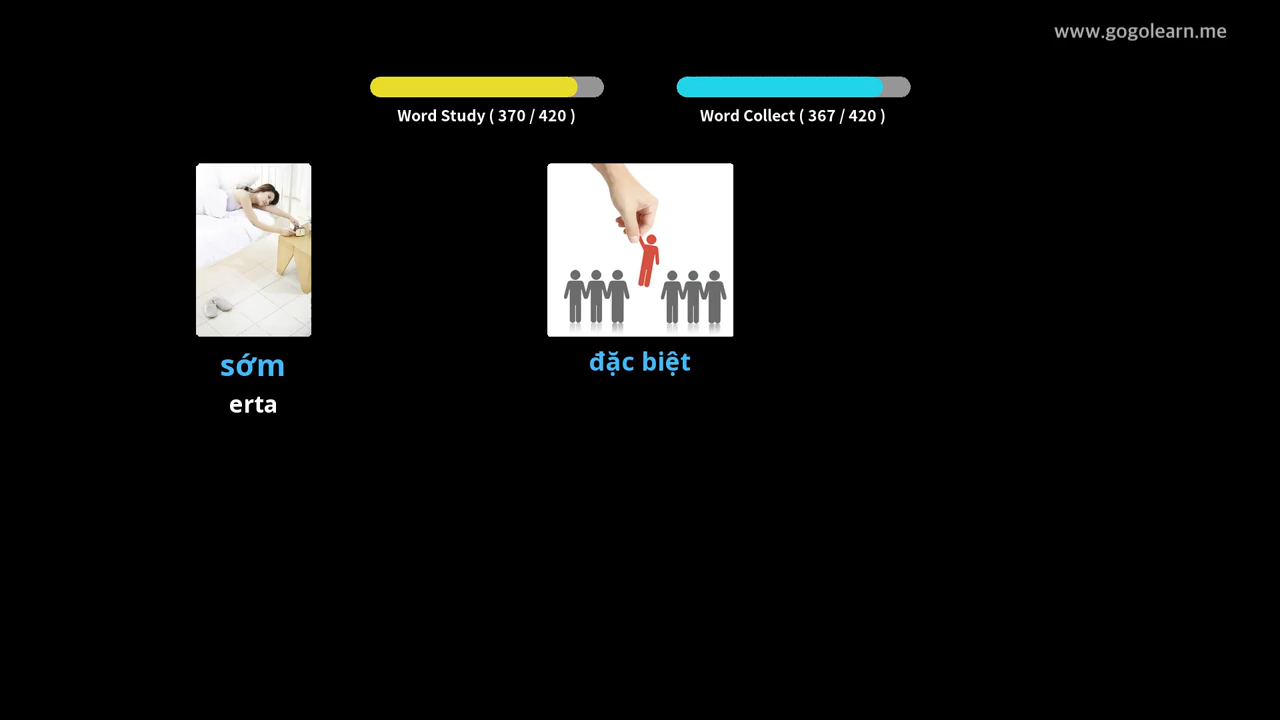 www.gogolearn.me
Word Study ( 370 / 420 )
Word Collect ( 367 / 420 )
sớm
erta
đặc biệt